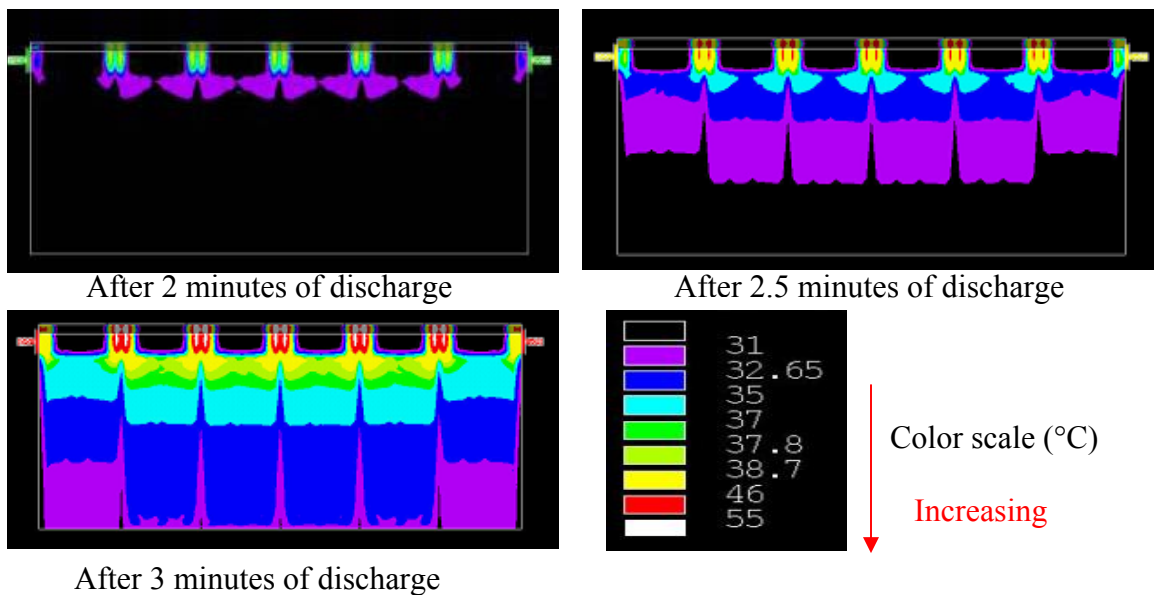 After 2 minutes of discharge
After 2.5 minutes of discharge
31
32.65
35
37
37.8
38.7
46
55
Color scale (°C)
Increasing
After 3 minutes of discharge